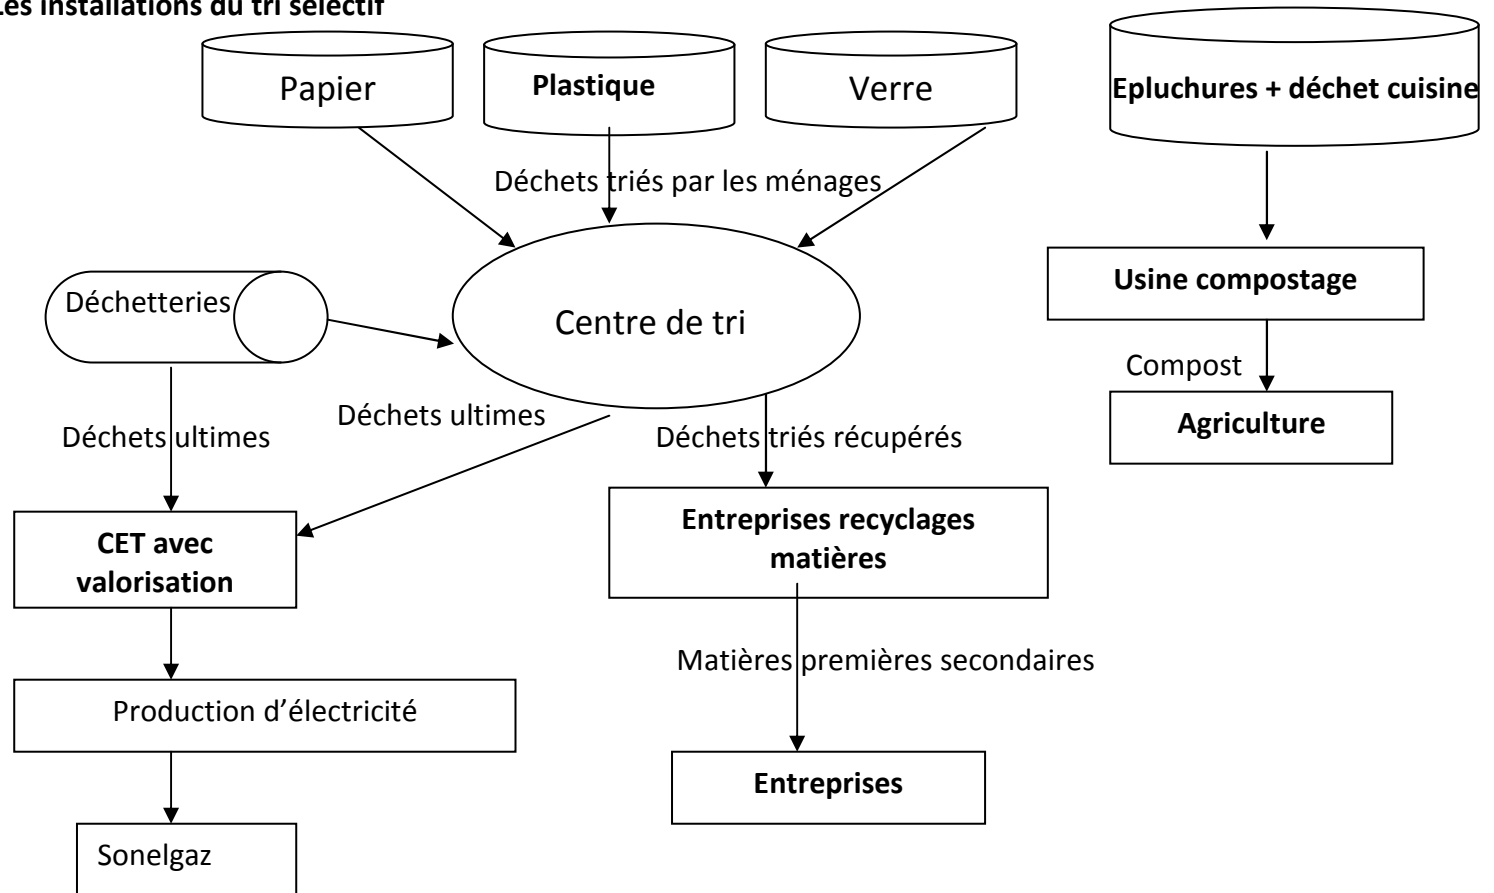 Les installations du tri sélectif
Papier
Plastique
Verre
Epluchures + déchet cuisine
Déchets triés par les ménages
Usine compostage
Déchetteries
Centre de tri
Compost
Déchets ultimes
Déchets ultimes
Déchets triés récupérés
Agriculture
CET avec
valorisation
Entreprises recyclages
matières
Matières premières secondaires
Production d’électricité
Entreprises
Sonelgaz